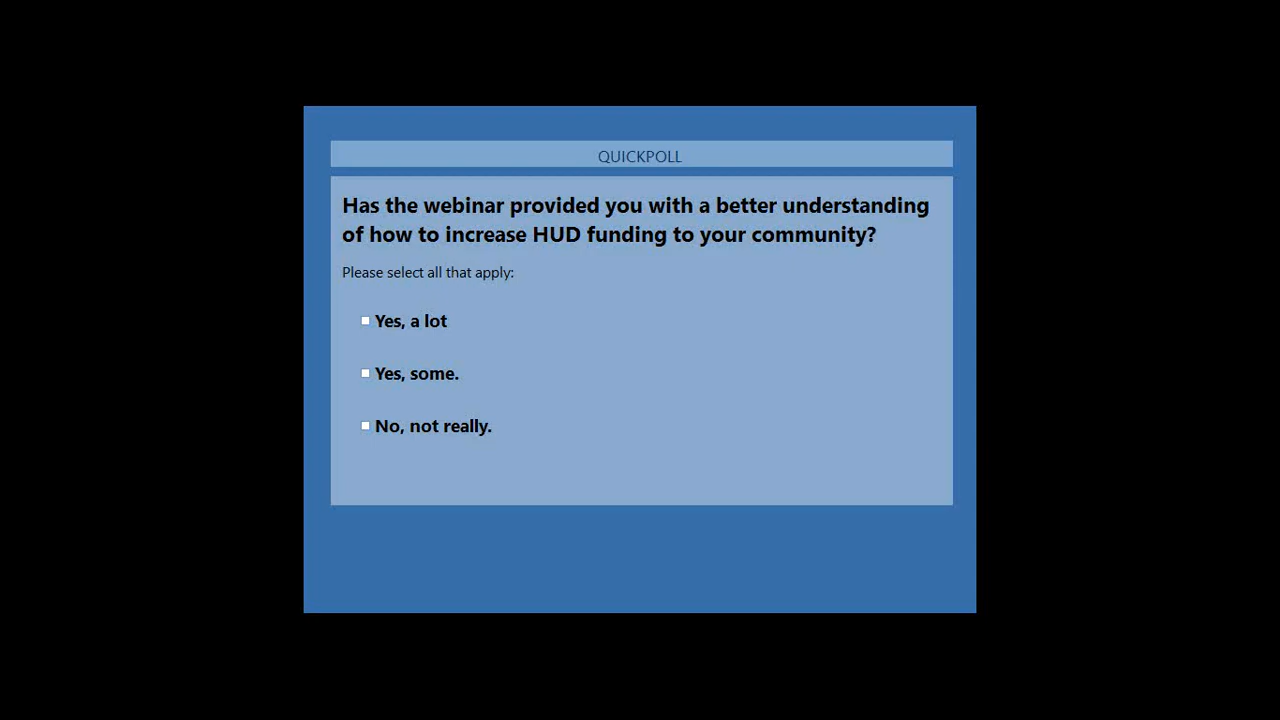 QUICKPOLL
Has the webinar provided you with a better understanding
of how to increase HUD funding to your community?
Please select all that apply:
Yes, a lot
Yes, some.
No, not really.